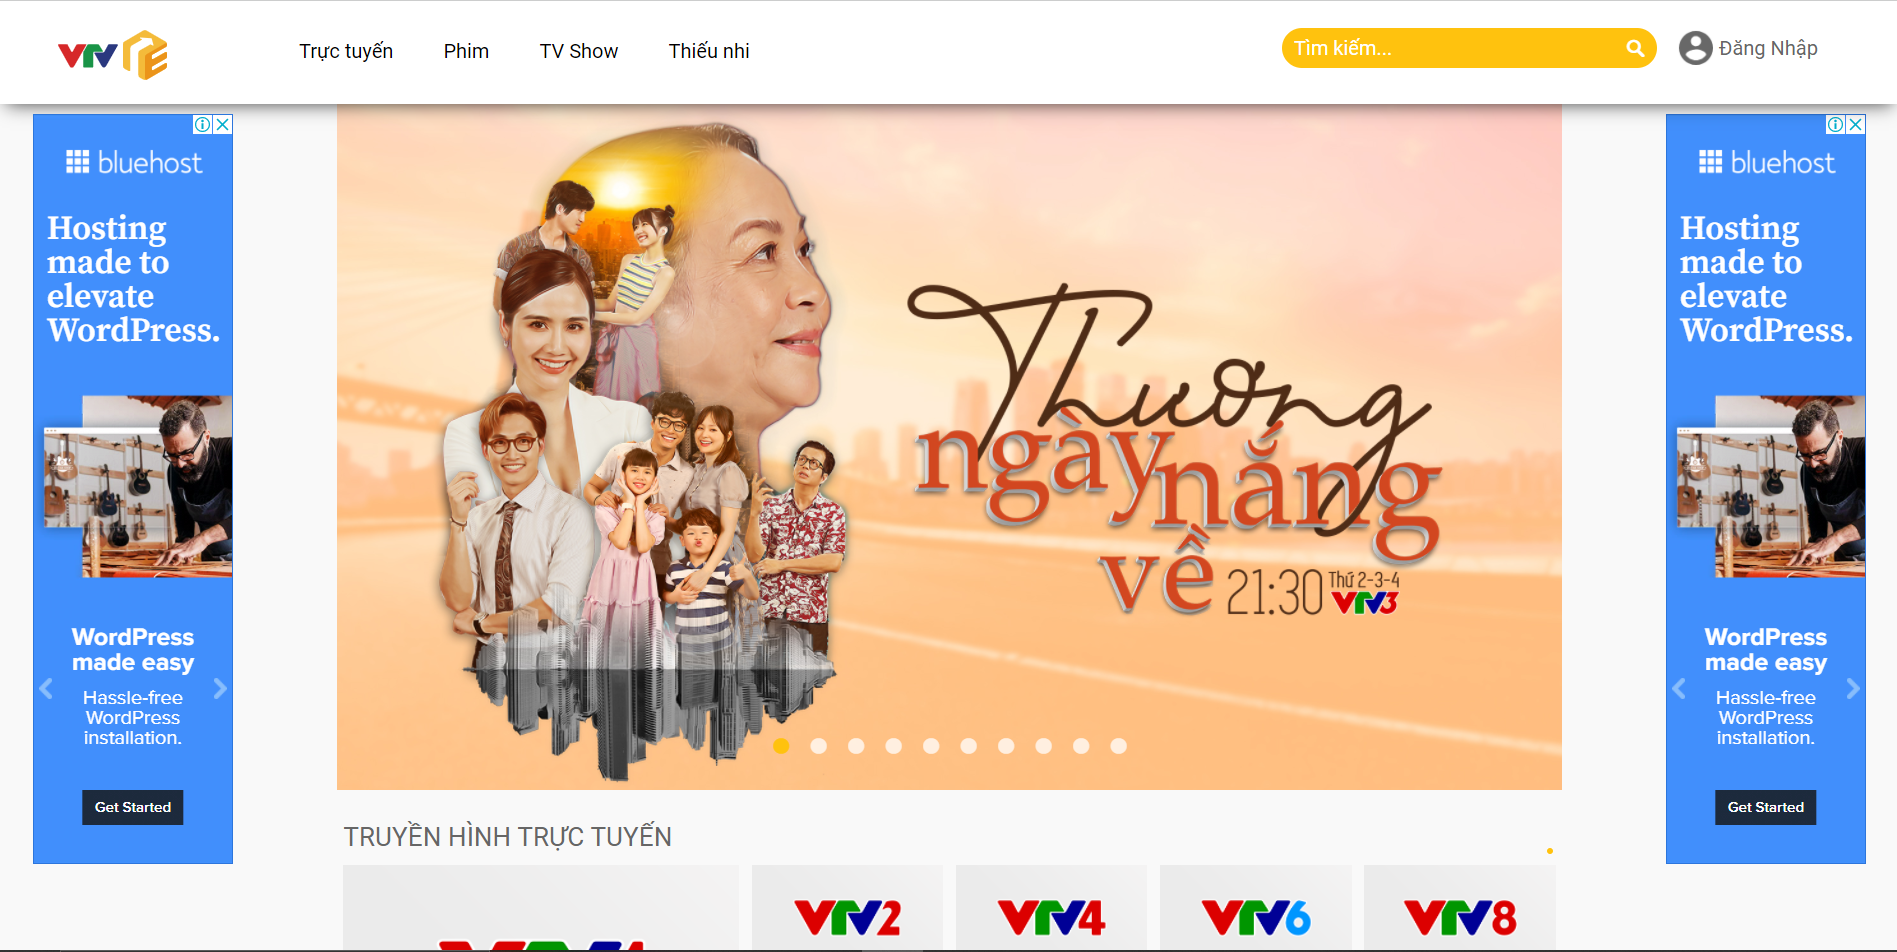 VTV
Trực tuyến
Phim
TV Show
Thiếu nhi
Tìm kiếm...
Đăng Nhập
bluehost
Hosting
made to
elevate
WordPress.
WordPress
made easy
Hassle-free
WordPress
installation.
Get Started
Thương
ngày nắng
về 21:30 Thứ 2-3-4
VTV3
bluehost
Hosting
made to
elevate
WordPress.
WordPress
made easy
Hassle-free
WordPress
installation.
Get Started
TRUYỀN HÌNH TRỰC TUYẾN
VTV2
VTV4
VTV6
VTV8